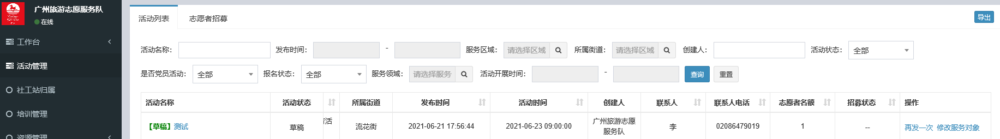 广州旅游志愿服务队
在线
工作台
活动管理
社工站归属
培训管理
资源管理
活动列表 志愿者招募 导出
活动名称: 发布时间: - 服务区域: 请选择区域 所属街道: 请选择区域 创建人: 活动状态: 全部
是否党员活动: 全部 报名状态: 全部 服务领域: 请选择服务 活动开展时间: - 查询 重置
活动名称 活动状态 所属街道 发布时间 活动时间 创建人 联系人 联系人电话 志愿者名额 招募状态 操作
【草稿】测试 草稿 活 流花街 2021-06-21 17:56:44 2021-06-23 09:00:00 广州旅游志愿 李 02086479019 1 -- 再发一次 修改服务对象
服务队